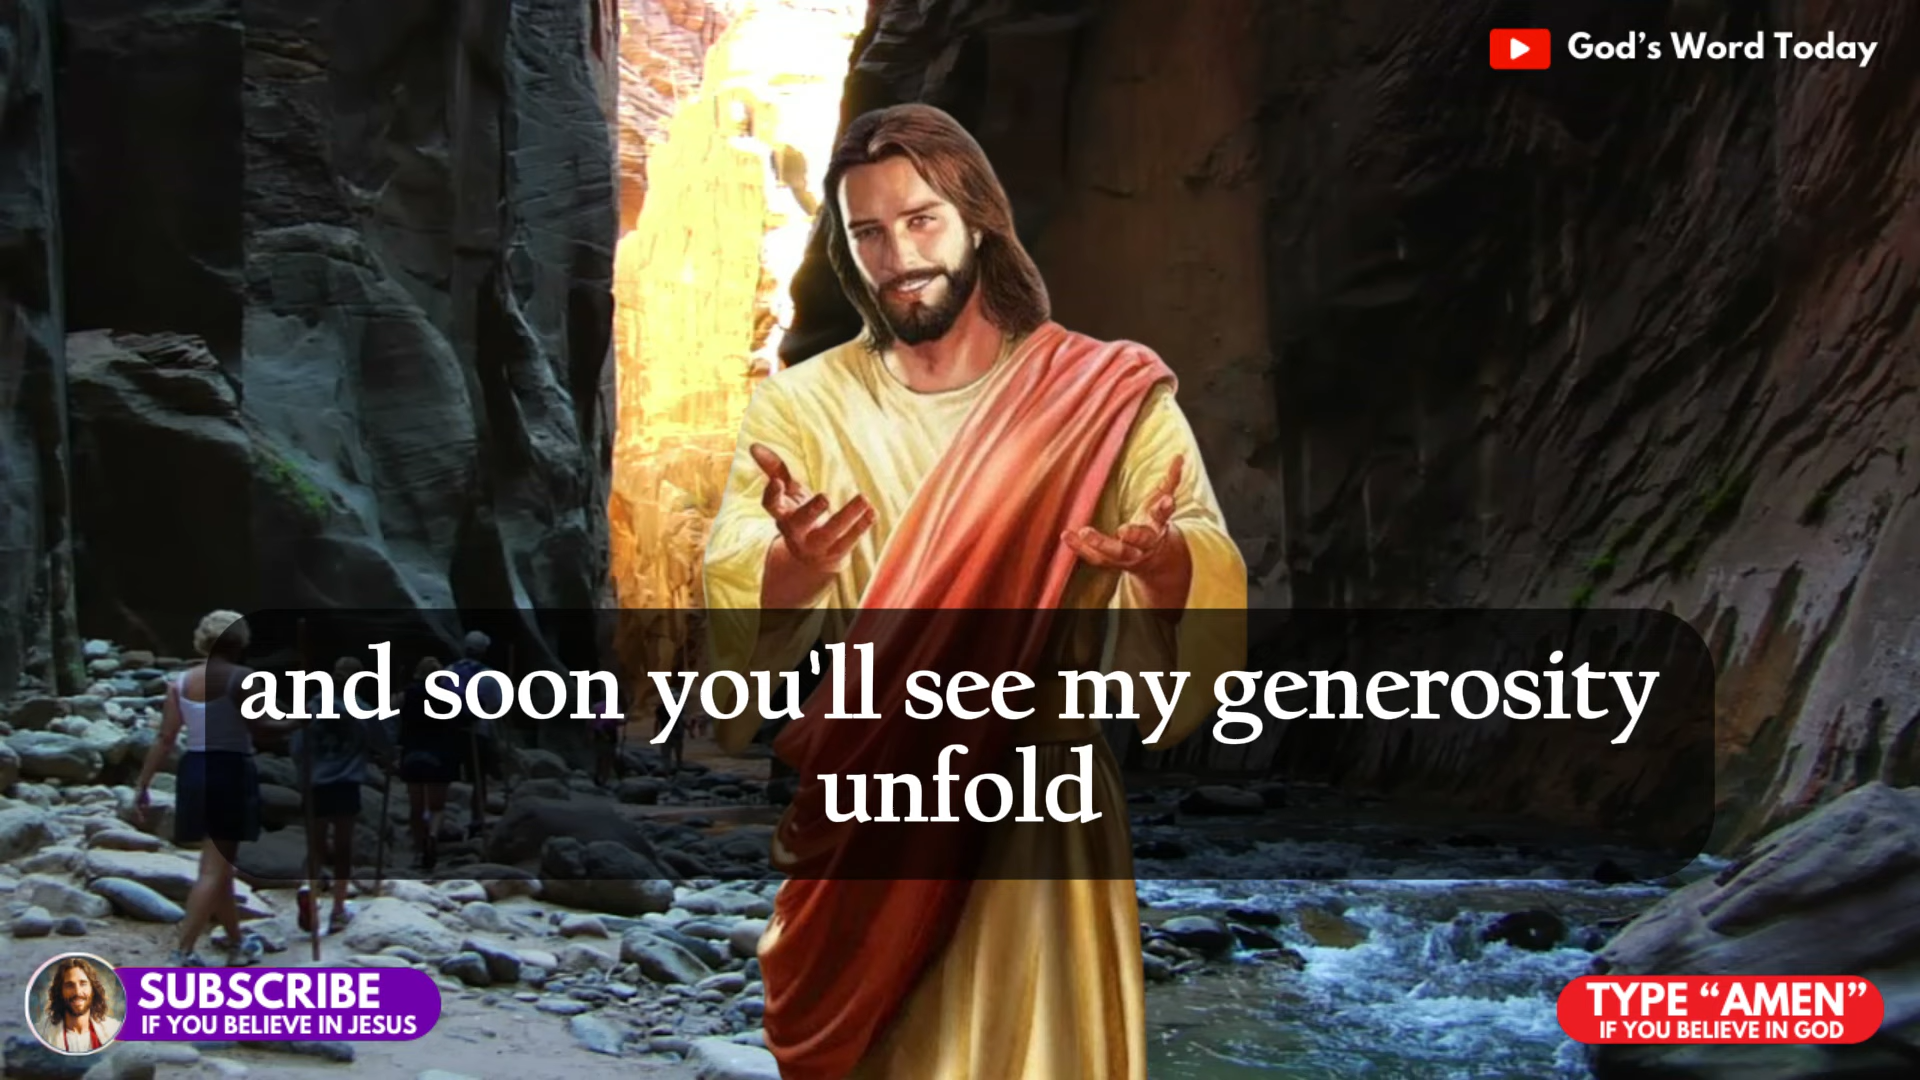 God’s Word Today
and soon you'll see my generosity
unfold
SUBSCRIBE
IF YOU BELIEVE IN JESUS
TYPE “AMEN”
IF YOU BELIEVE IN GOD